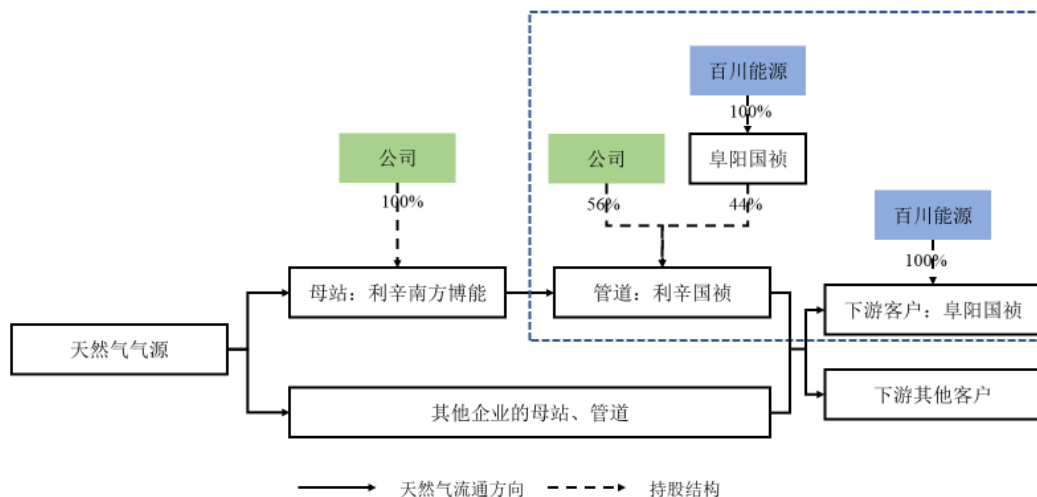 百川能源
100%
公司
公司
阜阳国祯
100%
56%
44%
百川能源
100%
母站：利辛南方博能
管道：利辛国祯
下游客户：阜阳国祯
天然气气源
下游其他客户
其他企业的母站、管道
天然气流通方向
持股结构